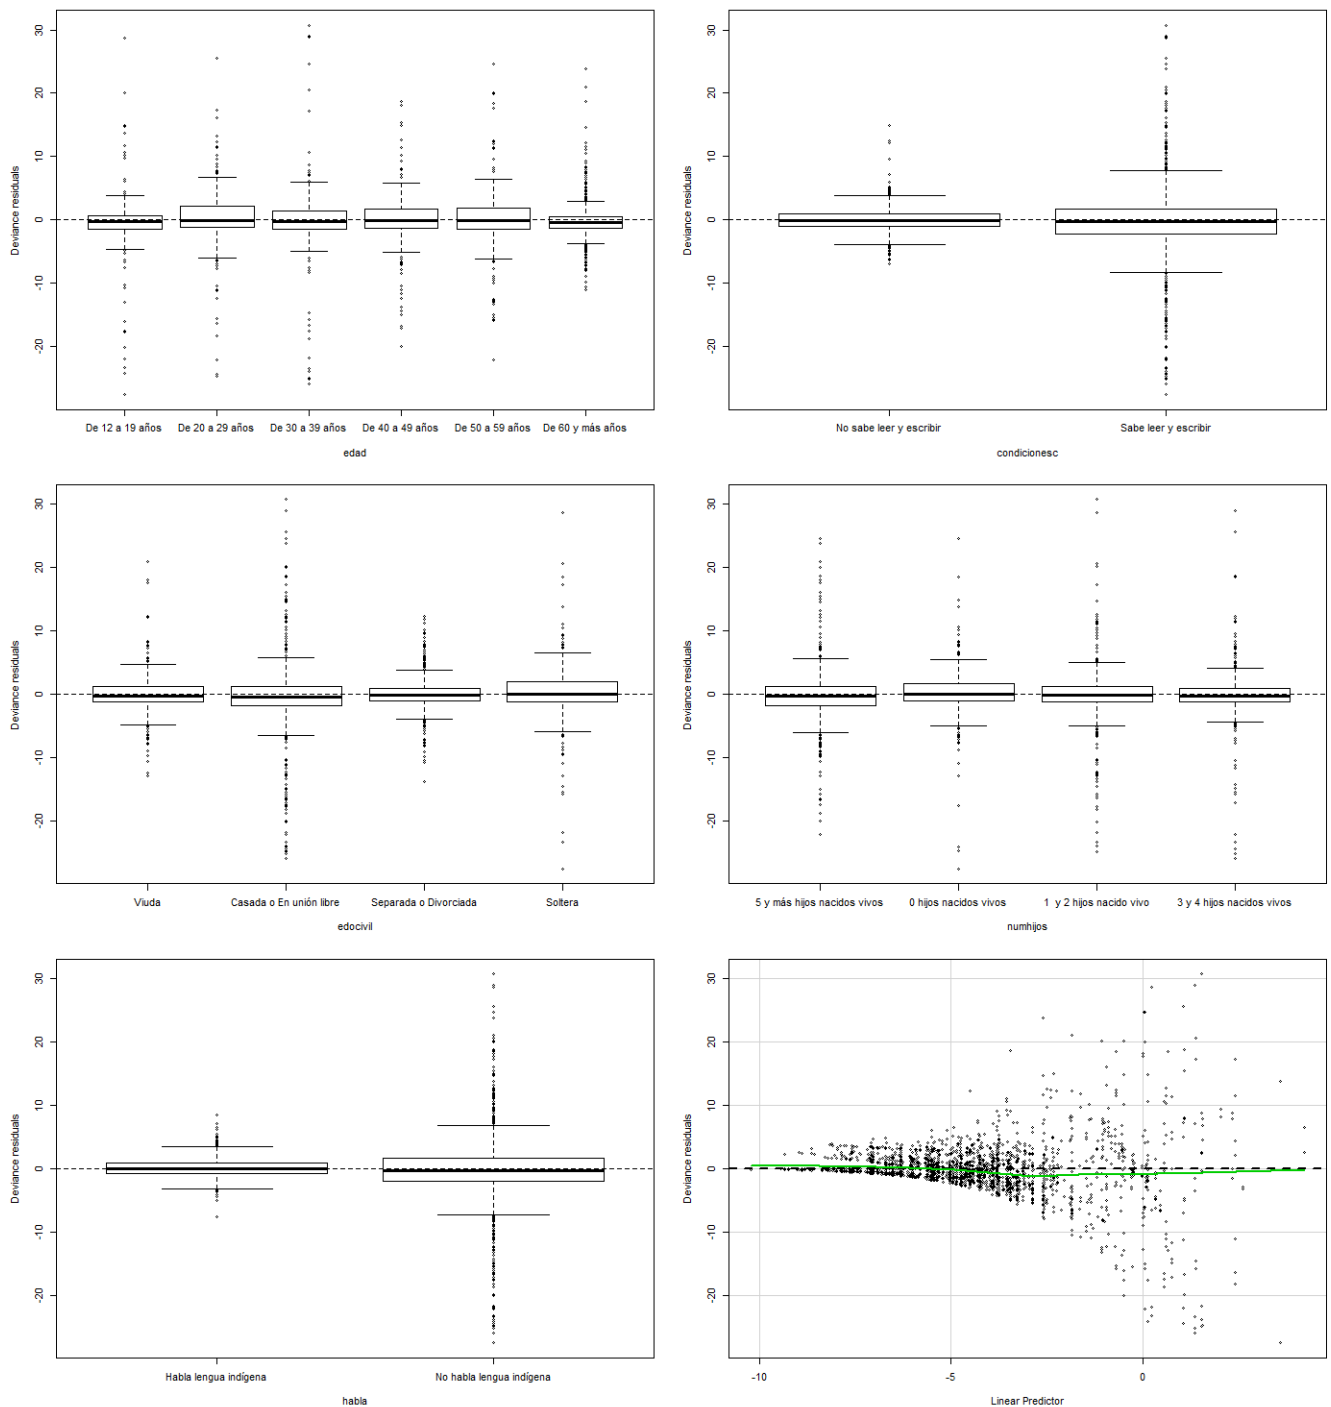 30
20
10
0
-10
-20
Deviance residuals
De 12 a 19 años De 20 a 29 años De 30 a 39 años De 40 a 49 años De 50 a 59 años De 60 y más años
edad
30
20
10
0
-10
-20
Deviance residuals
No sabe leer y escribir Sabe leer y escribir
condicionesc
30
20
10
0
-10
-20
Deviance residuals
Viuda Casada o En unión libre Separada o Divorciada Soltera
edocivil
30
20
10
0
-10
-20
Deviance residuals
5 y más hijos nacidos vivos 0 hijos nacidos vivos 1 y 2 hijos nacido vivo 3 y 4 hijos nacidos vivos
numhijos
30
20
10
0
-10
-20
Deviance residuals
Habla lengua indígena No habla lengua indígena
habla
30
20
10
0
-10
-20
Deviance residuals
-10 -5 0
Linear Predictor